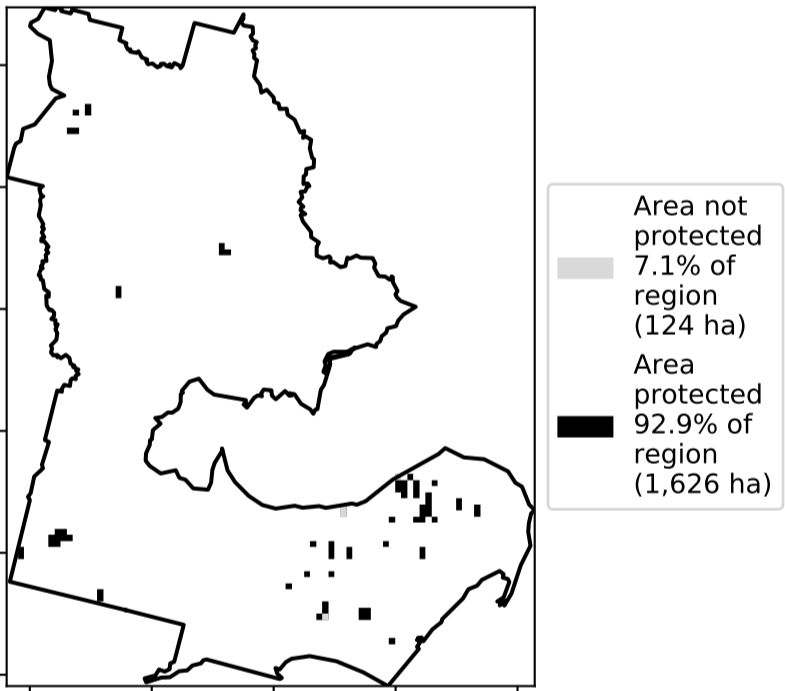 Area not
protected
7.1% of
region
(124 ha)
Area
protected
92.9% of
region
(1,626 ha)